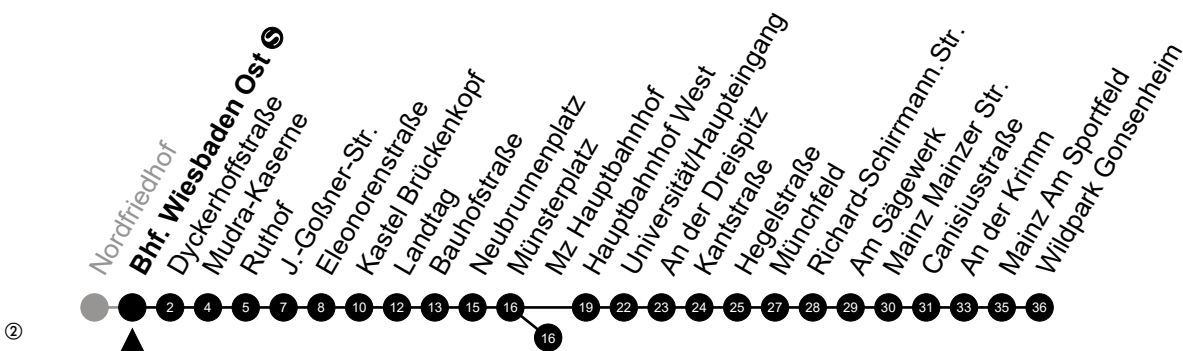 Nordfriedhof
Bhf. Wiesbaden Ost Ⓢ
Dyckerhoffstraße
Mudra-Kaserne
Ruthof
J.-Goßner-Str.
Eleonorenstraße
Kastel Brückenkopf
Landtag
Bauhofstraße
Neubrunnenplatz
Münsterplatz
Mz Hauptbahnhof
Hauptbahnhof West
Universität/Haupteingang
An der Dreispitz
Kantstraße
Hegelstraße
Münchfeld
Richard-Schirrmann.Str.
Am Sägewerk
Mainz Mainzer Str.
Canisiusstraße
An der Krimm
Mainz Am Sportfeld
Wildpark Gonsenheim
2 4 5 7 8 10 12 13 15 16 19 22 23 24 25 27 28 29 30 31 33 35 36
16
②